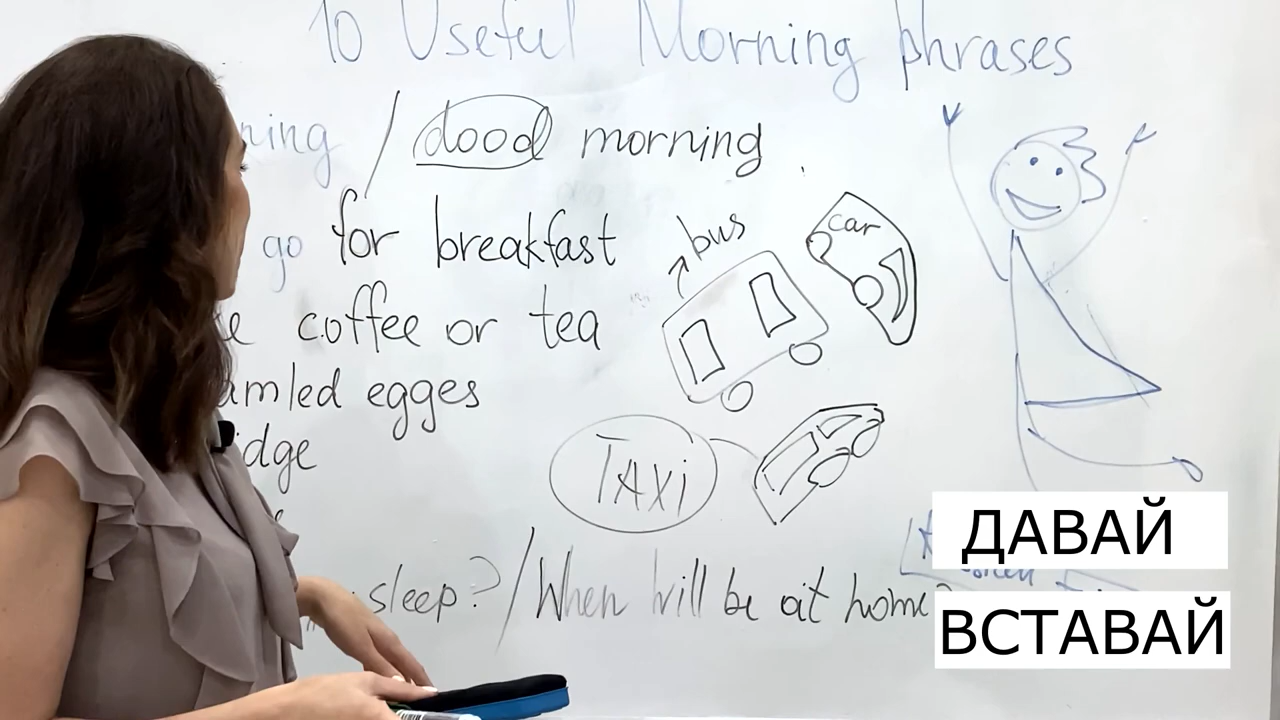 10 Useful Morning phrases
ning / dood morning
go for breakfast
bus
car
coffee or tea
amled egges
idge
TAXi
sleep? / When will be at home?
ДАВАЙ
ВСТАВАЙ